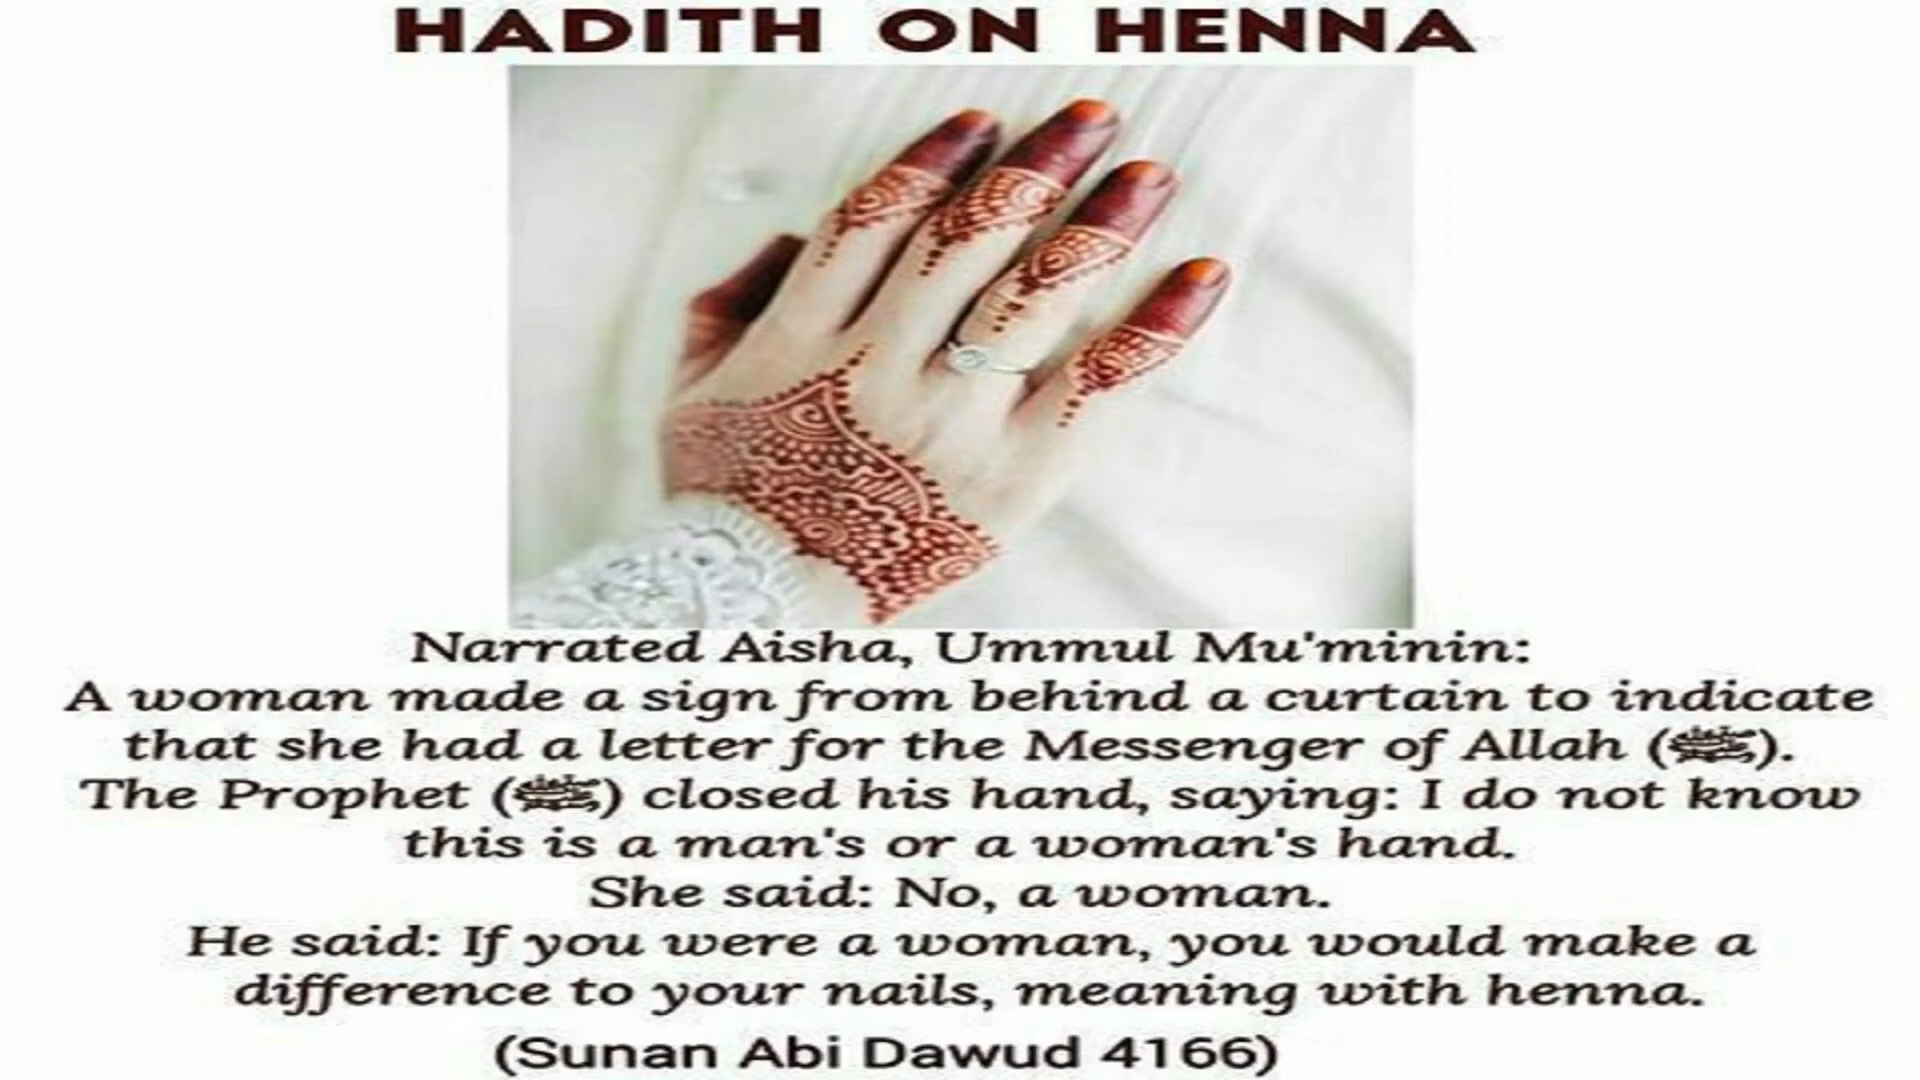 HADITH ON HENNA
Narrated Aisha, Ummul Mu'minin:
A woman made a sign from behind a curtain to indicate
that she had a letter for the Messenger of Allah (ﷺ).
The Prophet (ﷺ) closed his hand, saying: I do not know
this is a man's or a woman's hand.
She said: No, a woman.
He said: If you were a woman, you would make a
difference to your nails, meaning with henna.
(Sunan Abi Dawud 4166)